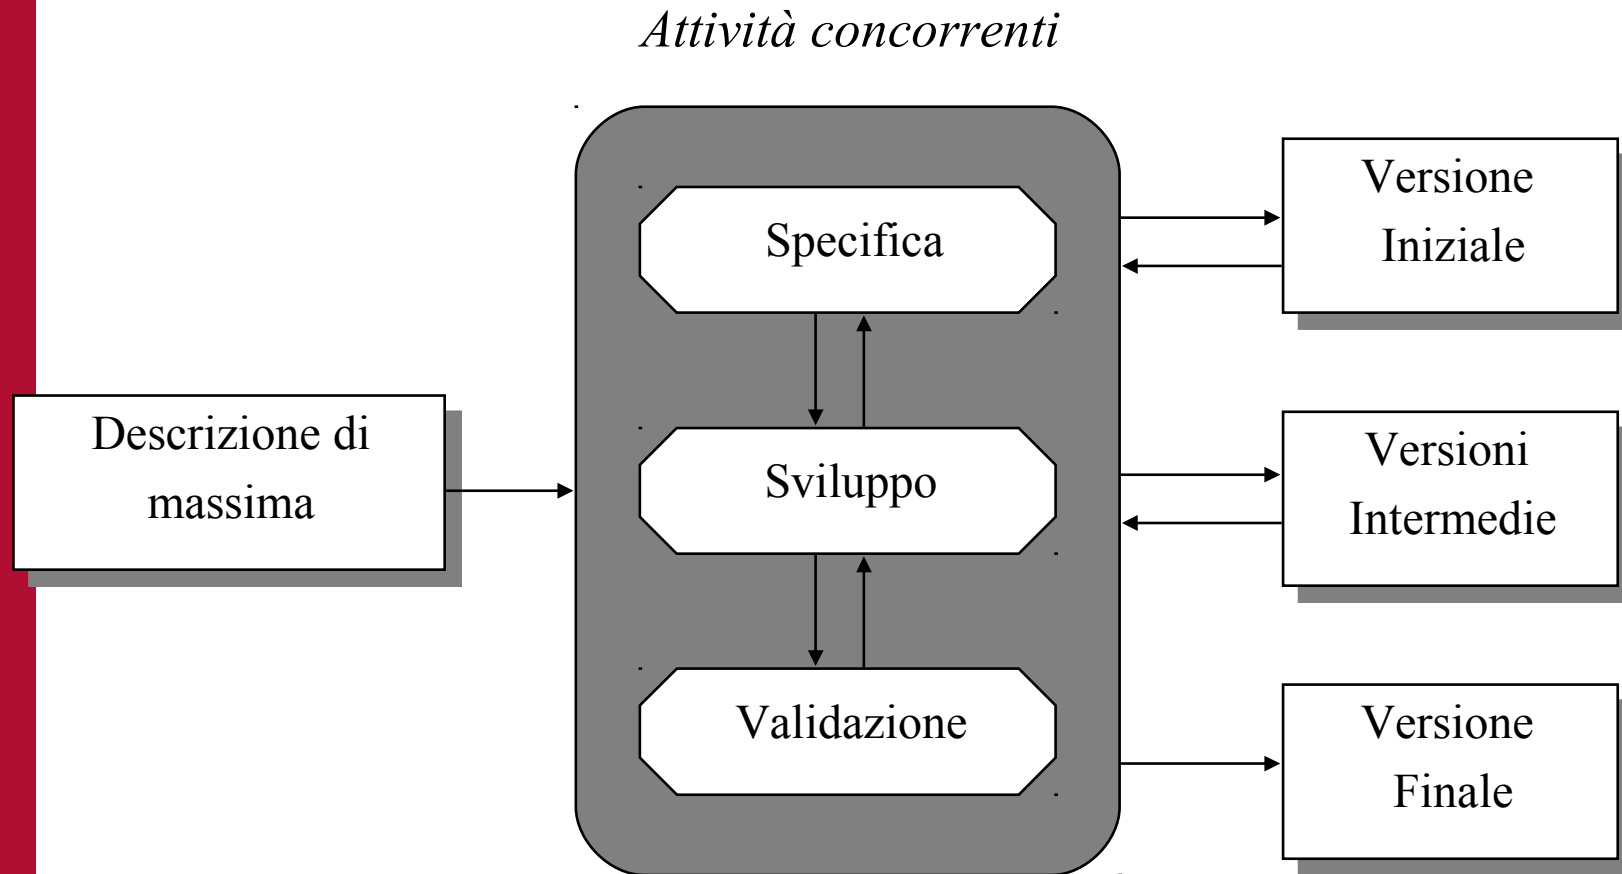 Attività concorrenti
Descrizione di
massima
Specifica
Sviluppo
Validazione
Versione
Iniziale
Versioni
Intermedie
Versione
Finale